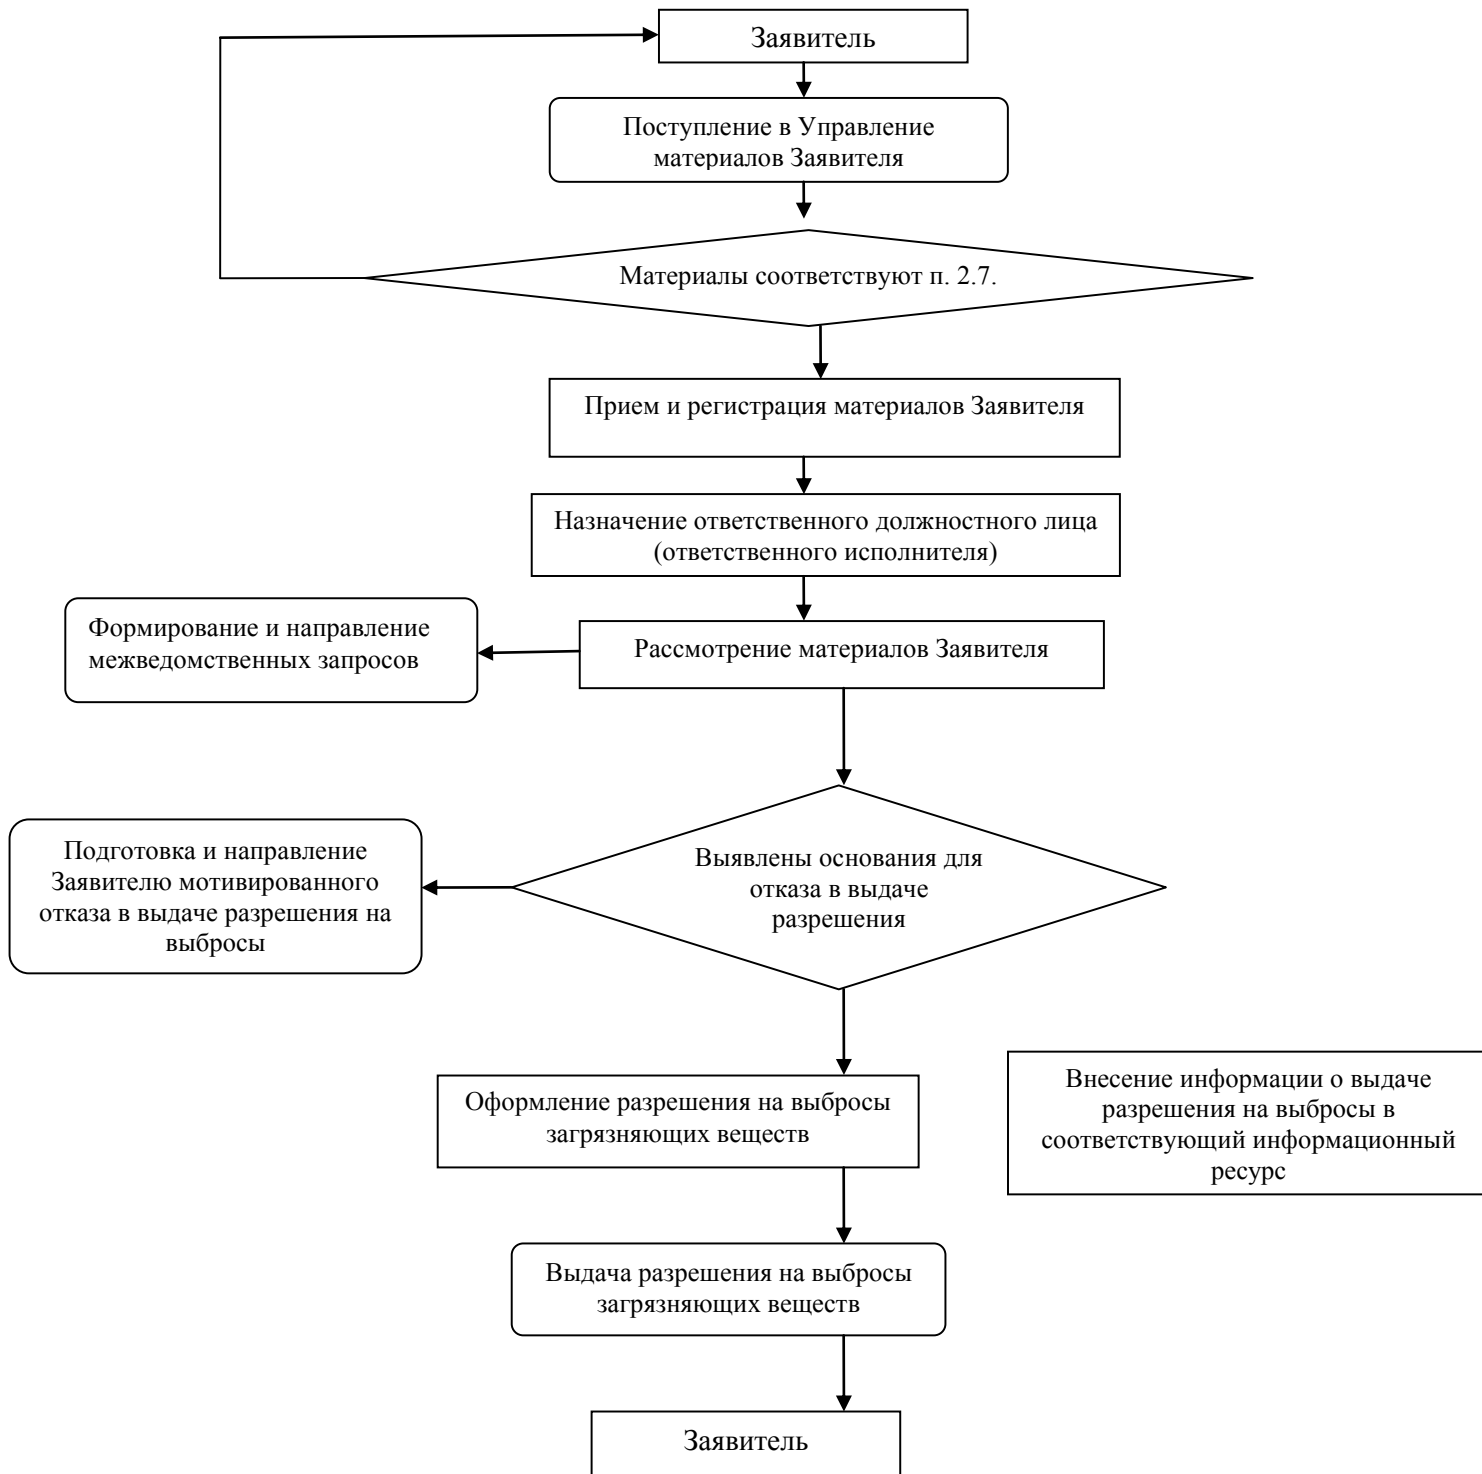 Заявитель
Поступление в Управление
материалов Заявителя
Материалы соответствуют п. 2.7.
Прием и регистрация материалов Заявителя
Назначение ответственного должностного лица
(ответственного исполнителя)
Формирование и направление
межведомственных запросов
Рассмотрение материалов Заявителя
Подготовка и направление
Заявителю мотивированного
отказа в выдаче разрешения на
выбросы
Выявлены основания для
отказа в выдаче
разрешения
Оформление разрешения на выбросы
загрязняющих веществ
Внесение информации о выдаче
разрешения на выбросы в
соответствующий информационный
ресурс
Выдача разрешения на выбросы
загрязняющих веществ
Заявитель